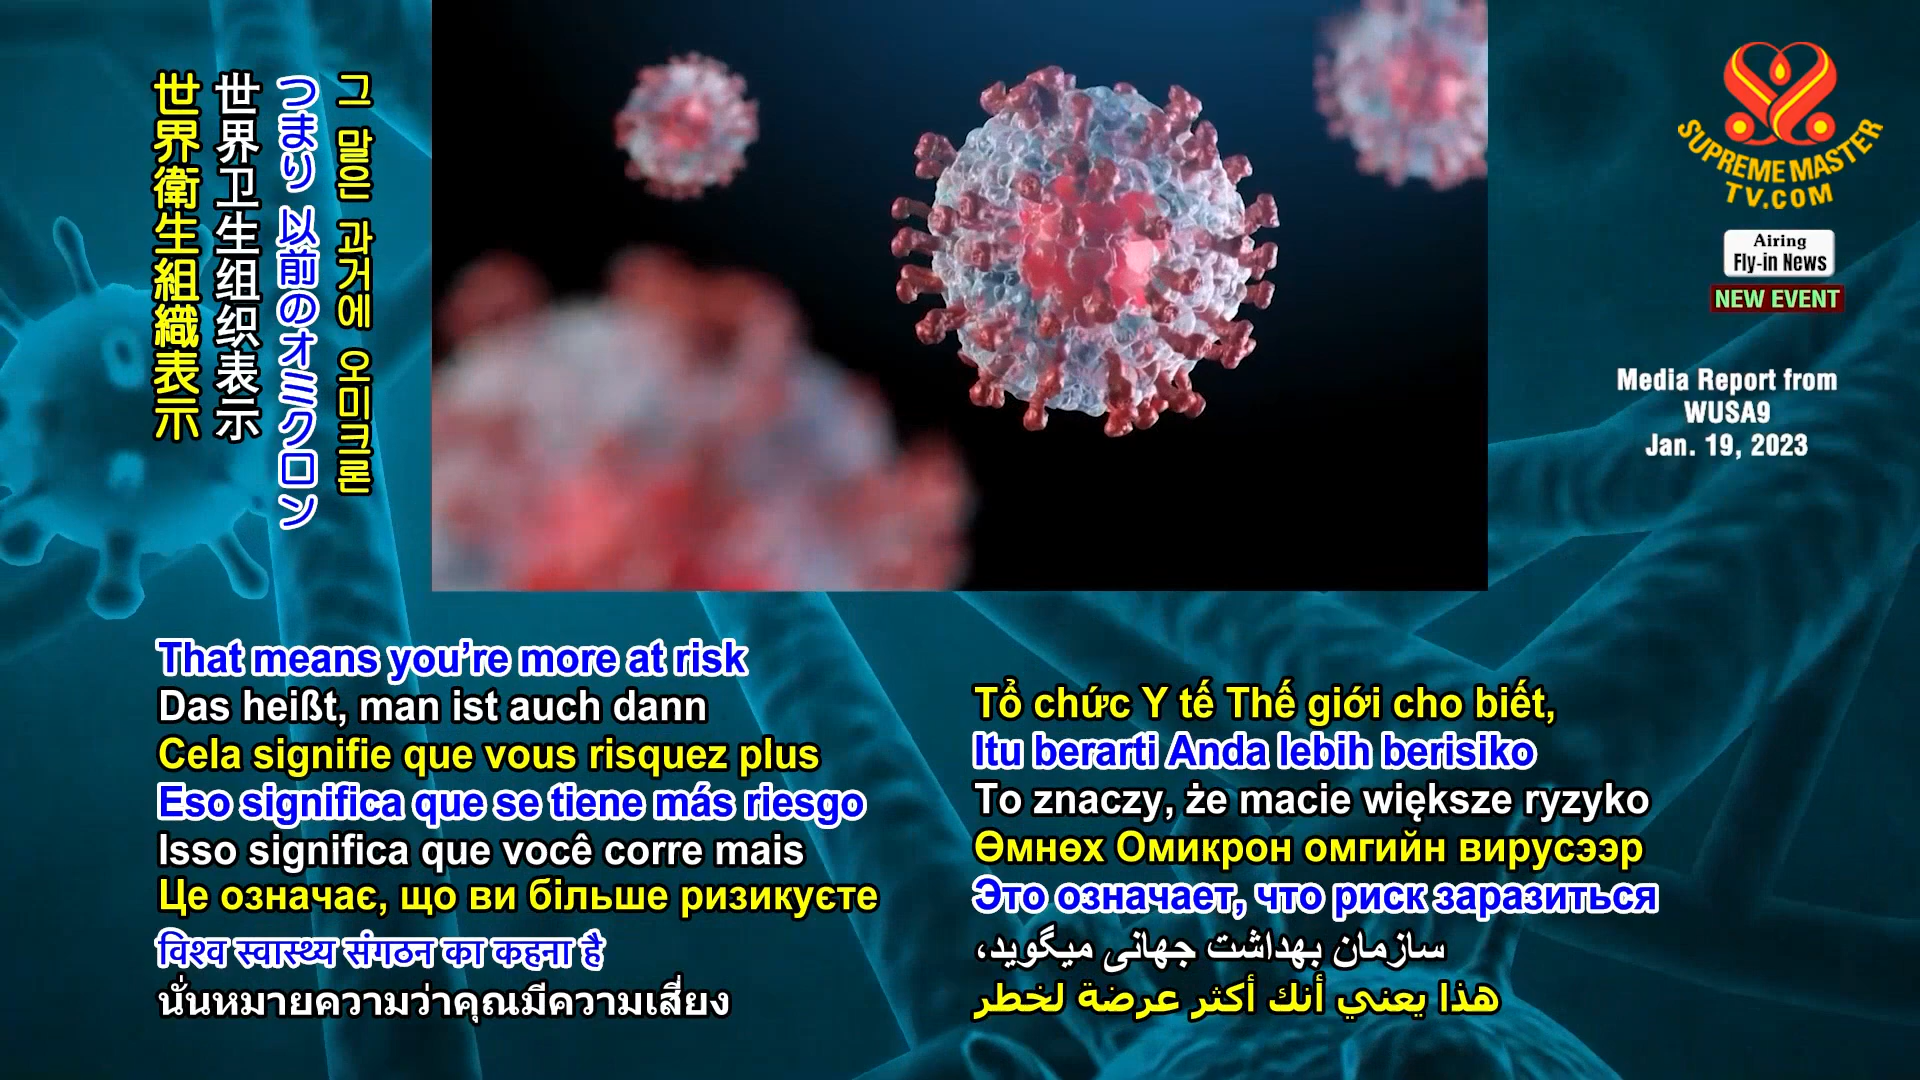 世界衛生組織表示
世界卫生组织表示
つまり 以前のオミクロン
그 말은 과거에 오미크론
SUPREME MASTER
TV.COM
Airing
Fly-in News
NEW EVENT
Media Report from
WUSA9
Jan. 19, 2023
That means you’re more at risk
Das heißt, man ist auch dann
Cela signifie que vous risquez plus
Eso significa que se tiene más riesgo
Isso significa que você corre mais
Це означає, що ви більше ризикуєте
विश्व स्वास्थ्य संगठन का कहना है
นั่นหมายความว่าคุณมีความเสี่ยง
Tổ chức Y tế Thế giới cho biết,
Itu berarti Anda lebih berisiko
To znaczy, że macie większe ryzyko
Өмнөх Омикрон омгийн вирусээр
Это означает, что риск заразиться
سازمان بهداشت جهانی میگوید،
هذا يعني أنك أكثر عرضة لخطر